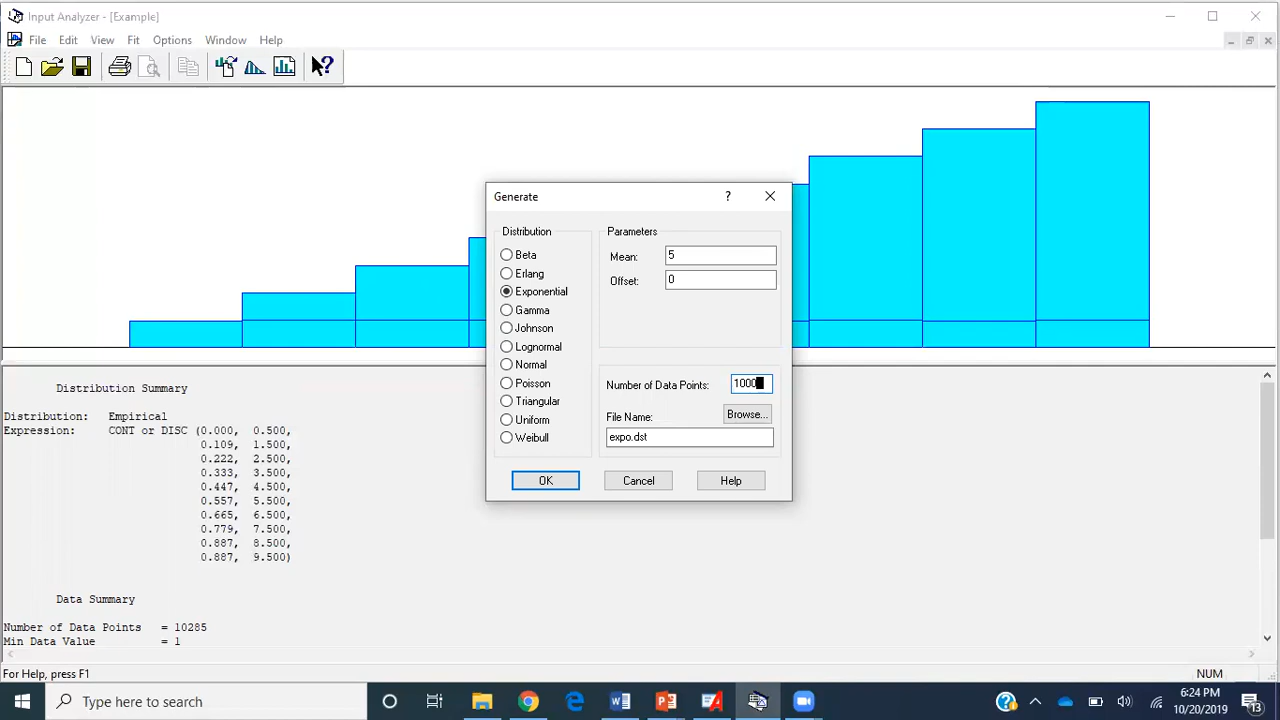 Input Analyzer - [Example]
File Edit View Fit Options Window Help
Generate
Distribution
Beta
Erlang
Exponential
Gamma
Johnson
Lognormal
Normal
Poisson
Triangular
Uniform
Weibull
Parameters
Mean: 5
Offset: 0
Number of Data Points: 1000
File Name: Browse...
expo.dst
OK Cancel Help
Distribution Summary
Distribution: Empirical
Expression: CONT or DISC (0.000, 0.500,
0.109, 1.500,
0.222, 2.500,
0.333, 3.500,
0.447, 4.500,
0.557, 5.500,
0.665, 6.500,
0.779, 7.500,
0.887, 8.500,
0.887, 9.500)
Data Summary
Number of Data Points = 10285
Min Data Value = 1
For Help, press F1 NUM
Type here to search
6:24 PM
10/20/2019
13